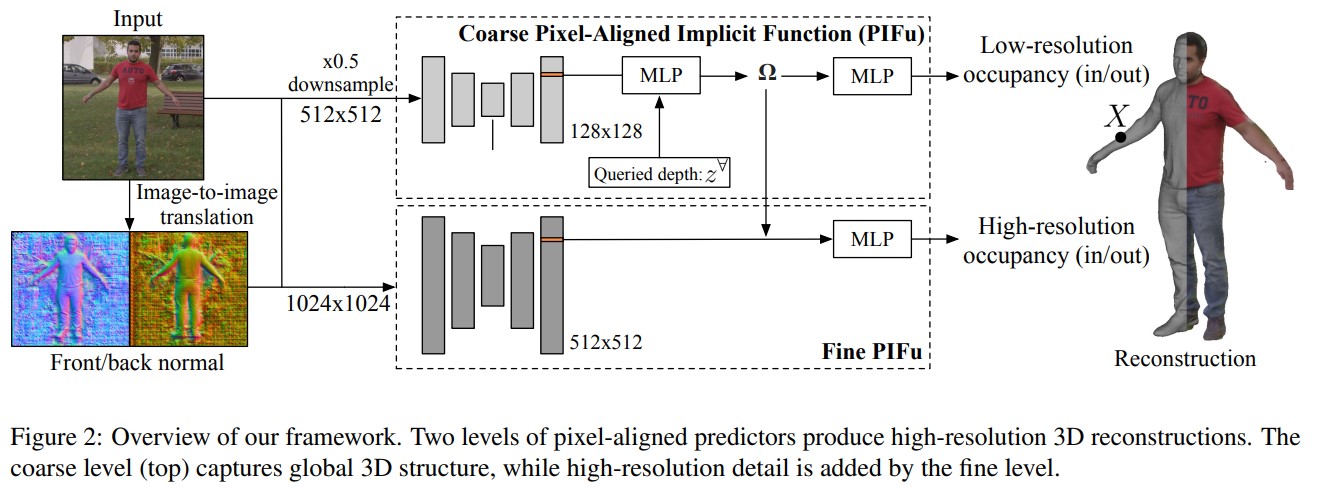 Input
AUTO
Image-to-image
translation
Front/back normal
x0.5
downsample
512x512
1024x1024
Coarse Pixel-Aligned Implicit Function (PIFu)
128x128
MLP
Queried depth: z∀
Ω
MLP
512x512
MLP
Fine PIFu
Low-resolution
occupancy (in/out)
High-resolution
occupancy (in/out)
X
TO
Reconstruction
Figure 2: Overview of our framework. Two levels of pixel-aligned predictors produce high-resolution 3D reconstructions. The
coarse level (top) captures global 3D structure, while high-resolution detail is added by the fine level.